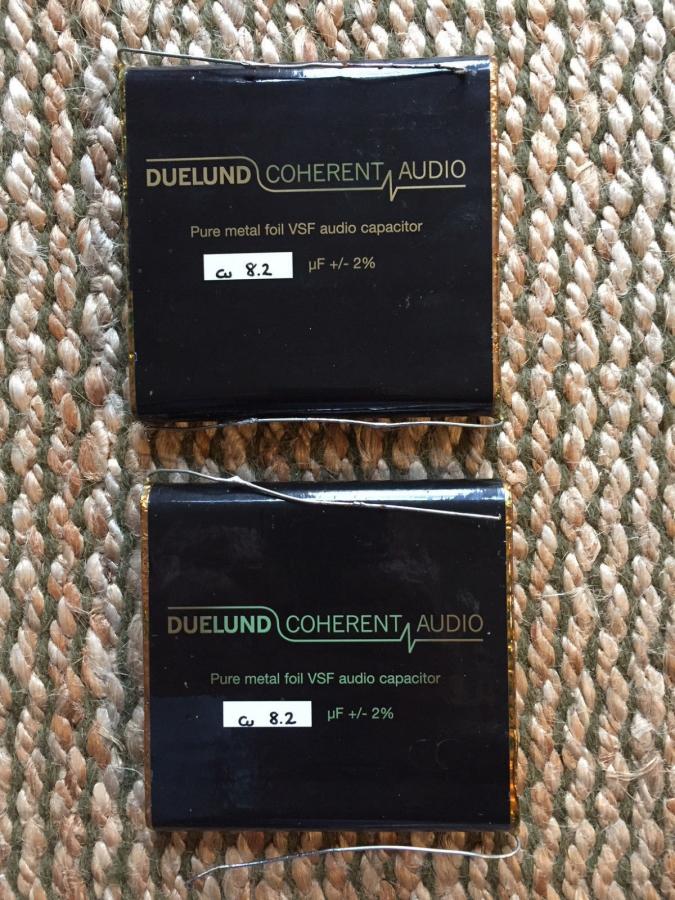 DUELUND COHERENT AUDIO
Pure metal foil VSF audio capacitor
Cu 8.2 µF +/- 2%
DUELUND COHERENT AUDIO
Pure metal foil VSF audio capacitor
Cu 8.2 µF +/- 2%